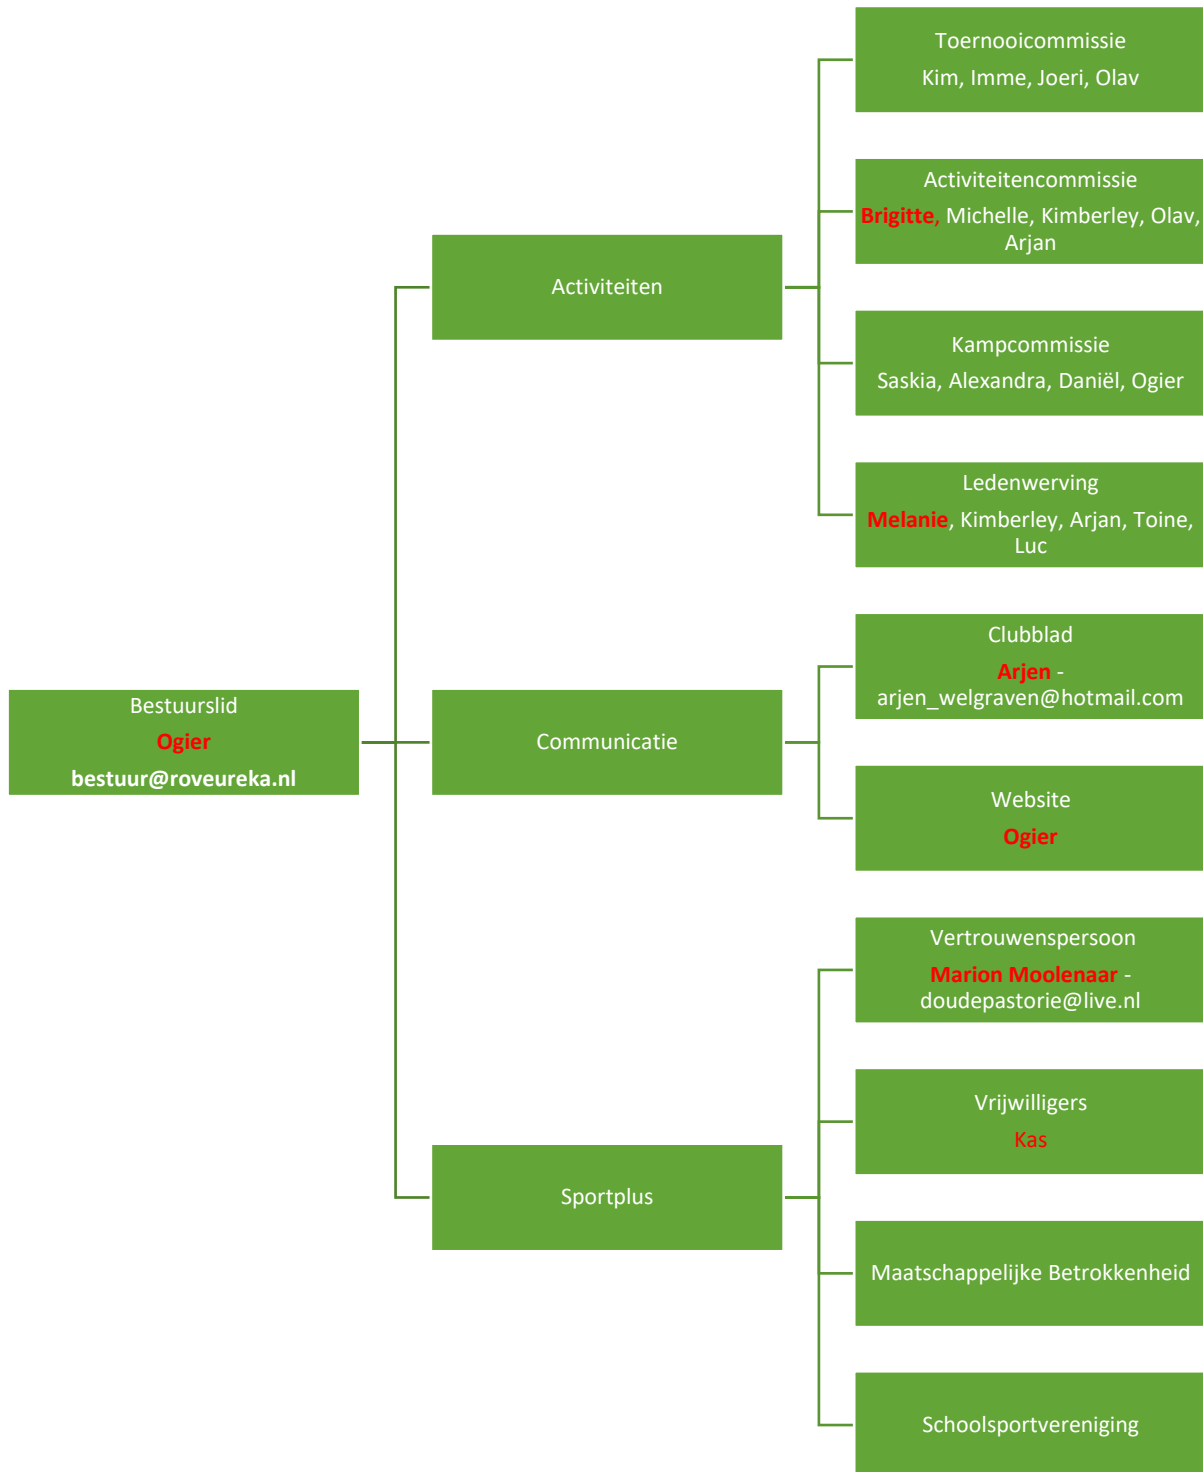 Toernooicommissie
Kim, Imme, Joeri, Olav
Activiteitencommissie
Brigitte, Michelle, Kimberley, Olav,
Arjan
Activiteiten
Kampcommissie
Saskia, Alexandra, Daniël, Ogier
Ledenwerving
Melanie, Kimberley, Arjan, Toine,
Luc
Bestuurslid
Ogier
bestuur@roveureka.nl
Communicatie
Clubblad
Arjen -
arjen_welgraven@hotmail.com
Website
Ogier
Sportplus
Vertrouwenspersoon
Marion Moolenaar -
doudepastorie@live.nl
Vrijwilligers
Kas
Maatschappelijke Betrokkenheid
Schoolsportvereniging